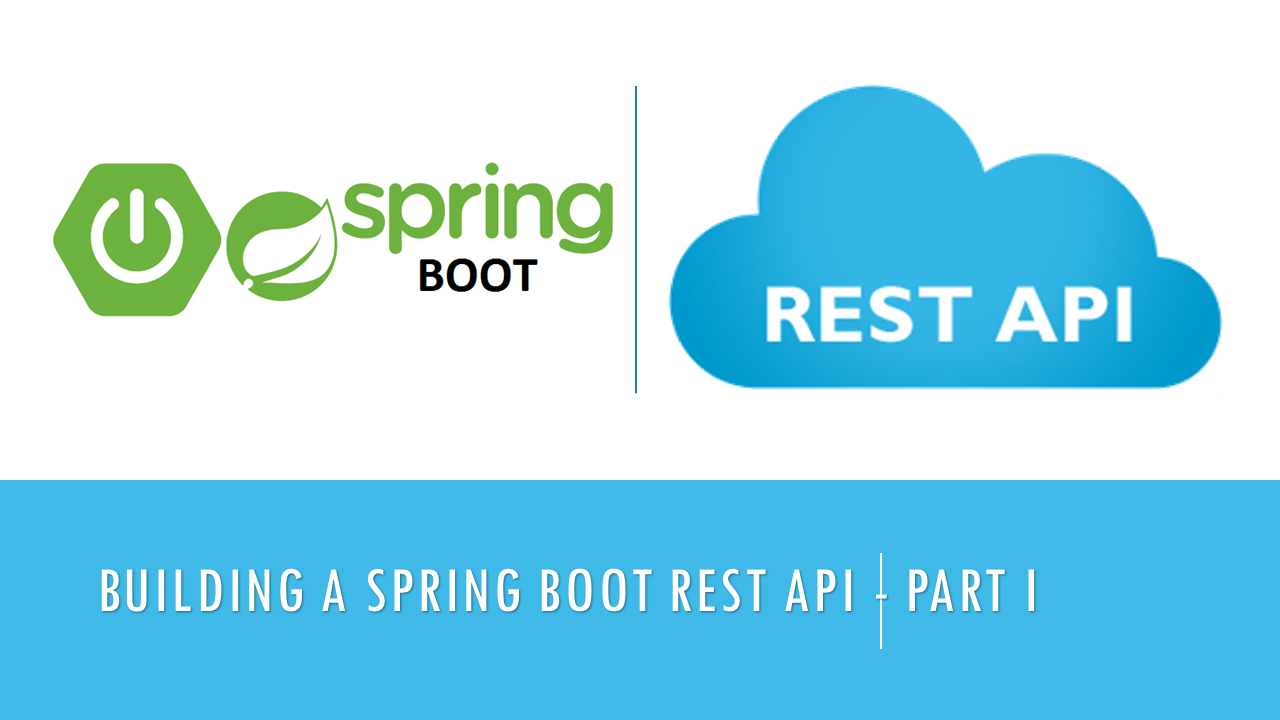 spring
BOOT
REST API
BUILDING A SPRING BOOT REST API - PART I